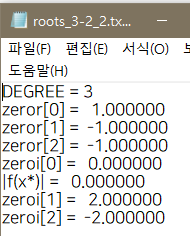 roots_3-2_2.tx...
파일(F) 편집(E) 서식(O)
도움말(H)
DEGREE = 3
zeror[0] =  1.000000
zeror[1] = -1.000000
zeror[2] = -1.000000
zeroi[0] =  0.000000
|f(x*)| =  0.000000
zeroi[1] =  2.000000
zeroi[2] = -2.000000